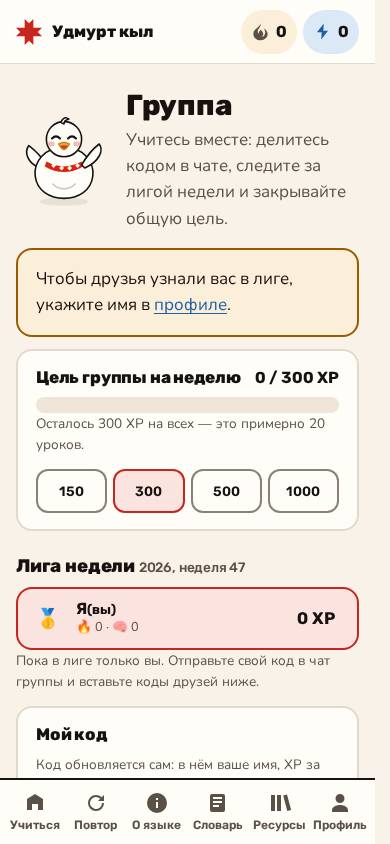 Удмурт кыл
0
0
Группа
Учитесь вместе: делитесь
кодом в чате, следите за
лигой недели и закрывайте
общую цель.
Чтобы друзья узнали вас в лиге,
укажите имя в профиле.
Цель группы на неделю 0 / 300 XP
Осталось 300 XP на всех — это примерно 20
уроков.
150 300 500 1000
Лига недели 2026, неделя 47
Я(вы)
🔥 0 · 🧠 0
0 XP
Пока в лиге только вы. Отправьте свой код в чат
группы и вставьте коды друзей ниже.
Мой код
Код обновляется сам: в нём ваше имя, XP за
Учиться Повтор О языке Словарь Ресурсы Профиль